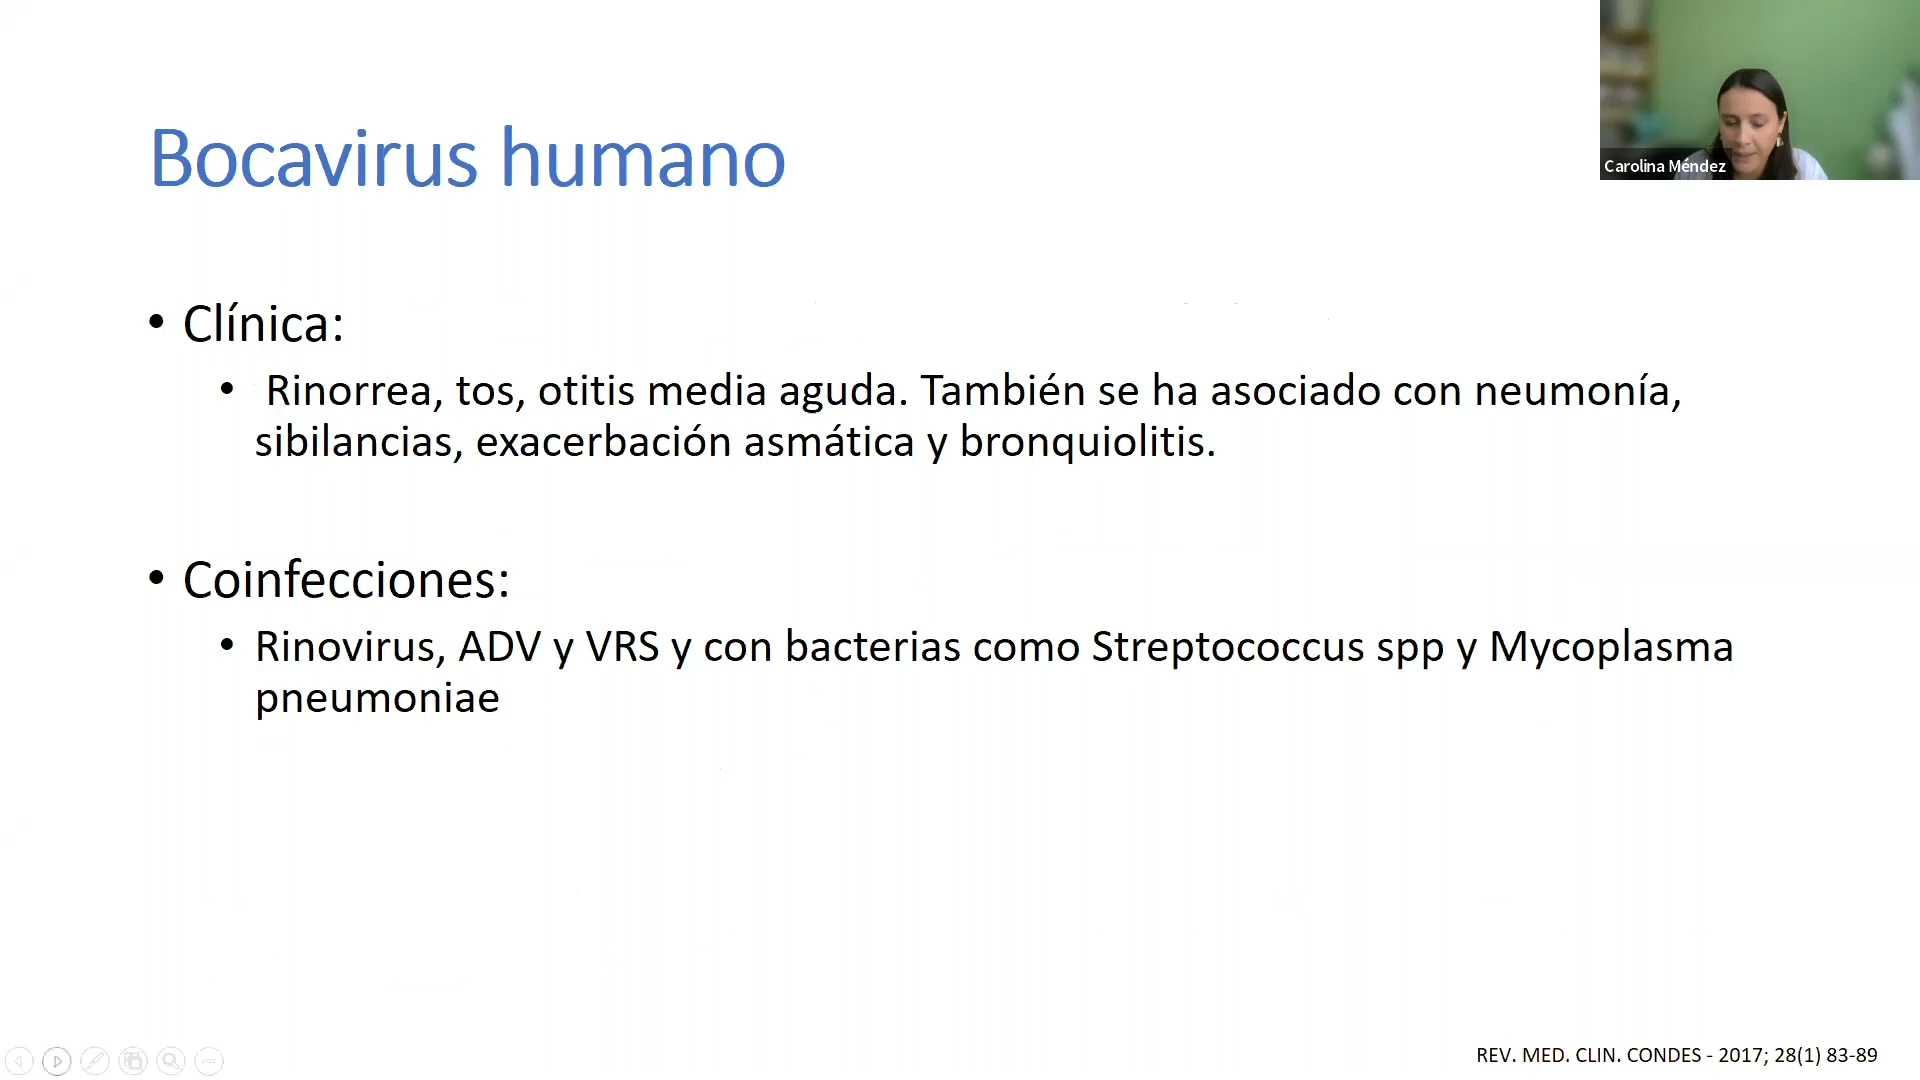 Carolina Méndez
Bocavirus humano
• Clínica:
• Rinorrea, tos, otitis media aguda. También se ha asociado con neumonía,
sibilancias, exacerbación asmática y bronquiolitis.
• Coinfecciones:
• Rinovirus, ADV y VRS y con bacterias como Streptococcus spp y Mycoplasma
pneumoniae
REV. MED. CLIN. CONDES - 2017; 28(1) 83-89